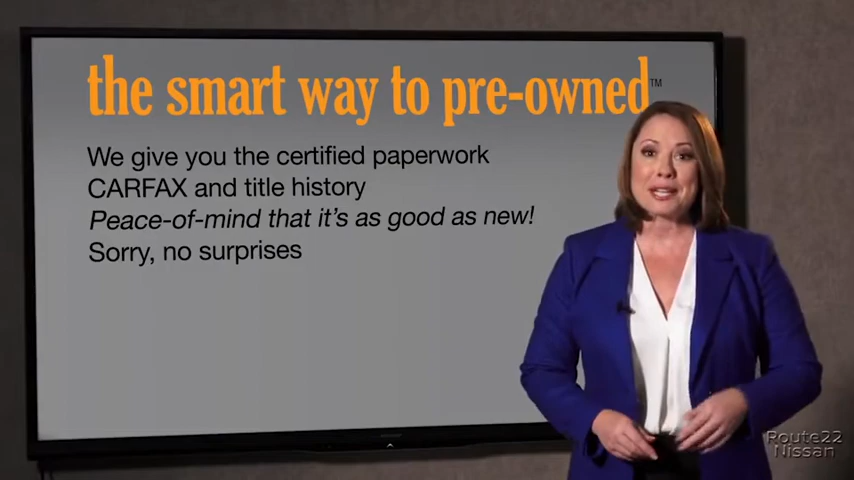 the smart way to pre-owned™
We give you the certified paperwork
CARFAX and title history
Peace-of-mind that it's as good as new!
Sorry, no surprises
Route22
Nissan